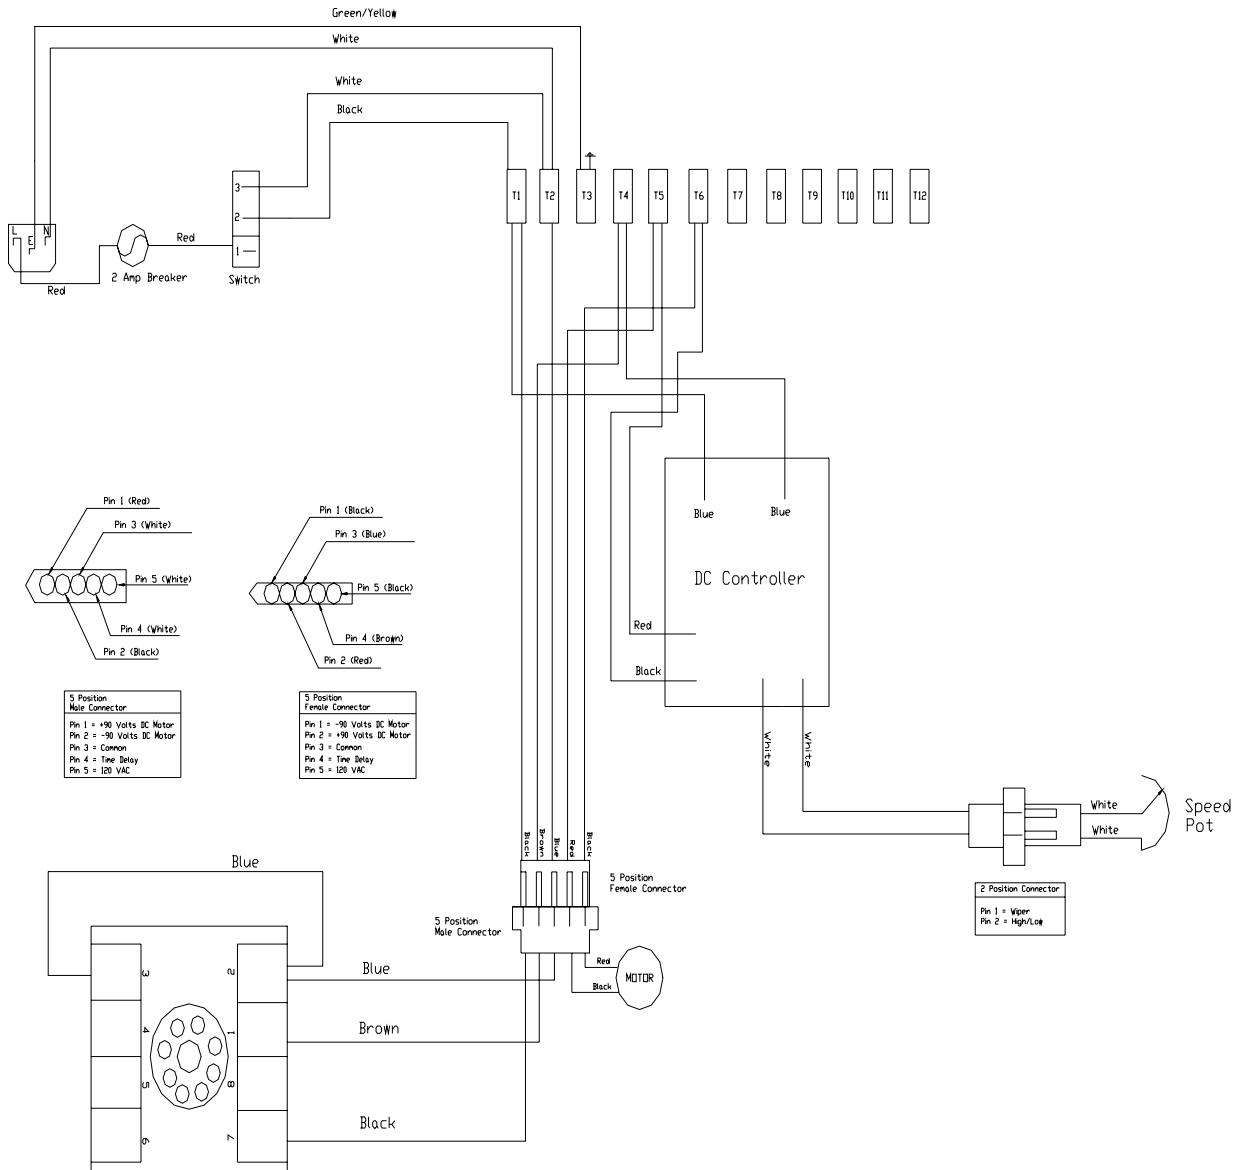 Green/Yellow
White
White
Black
3
2
1
Switch
L
E
N
Red
2 Amp Breaker
Red
T1
T2
T3
T4
T5
T6
T7
T8
T9
T10
T11
T12
Pin 1 (Red)
Pin 3 (White)
Pin 5 (White)
Pin 4 (White)
Pin 2 (Black)
Pin 1 (Black)
Pin 3 (Blue)
Pin 5 (Black)
Pin 4 (Brown)
Pin 2 (Red)
5 Position
Male Connector
Pin 1 = +90 Volts DC Motor
Pin 2 = -90 Volts DC Motor
Pin 3 = Common
Pin 4 = Time Delay
Pin 5 = 120 VAC
5 Position
Female Connector
Pin 1 = -90 Volts DC Motor
Pin 2 = +90 Volts DC Motor
Pin 3 = Common
Pin 4 = Time Delay
Pin 5 = 120 VAC
Blue
Blue
DC Controller
Red
Black
White
White
White
White
Speed
Pot
2 Position Connector
Pin 1 = Wiper
Pin 2 = High/Low
Black
Brown
Blue
Red
Black
5 Position
Female Connector
5 Position
Male Connector
Red
Black
MOTOR
Blue
Blue
Brown
Black
3
4
5
6
2
1
8
7